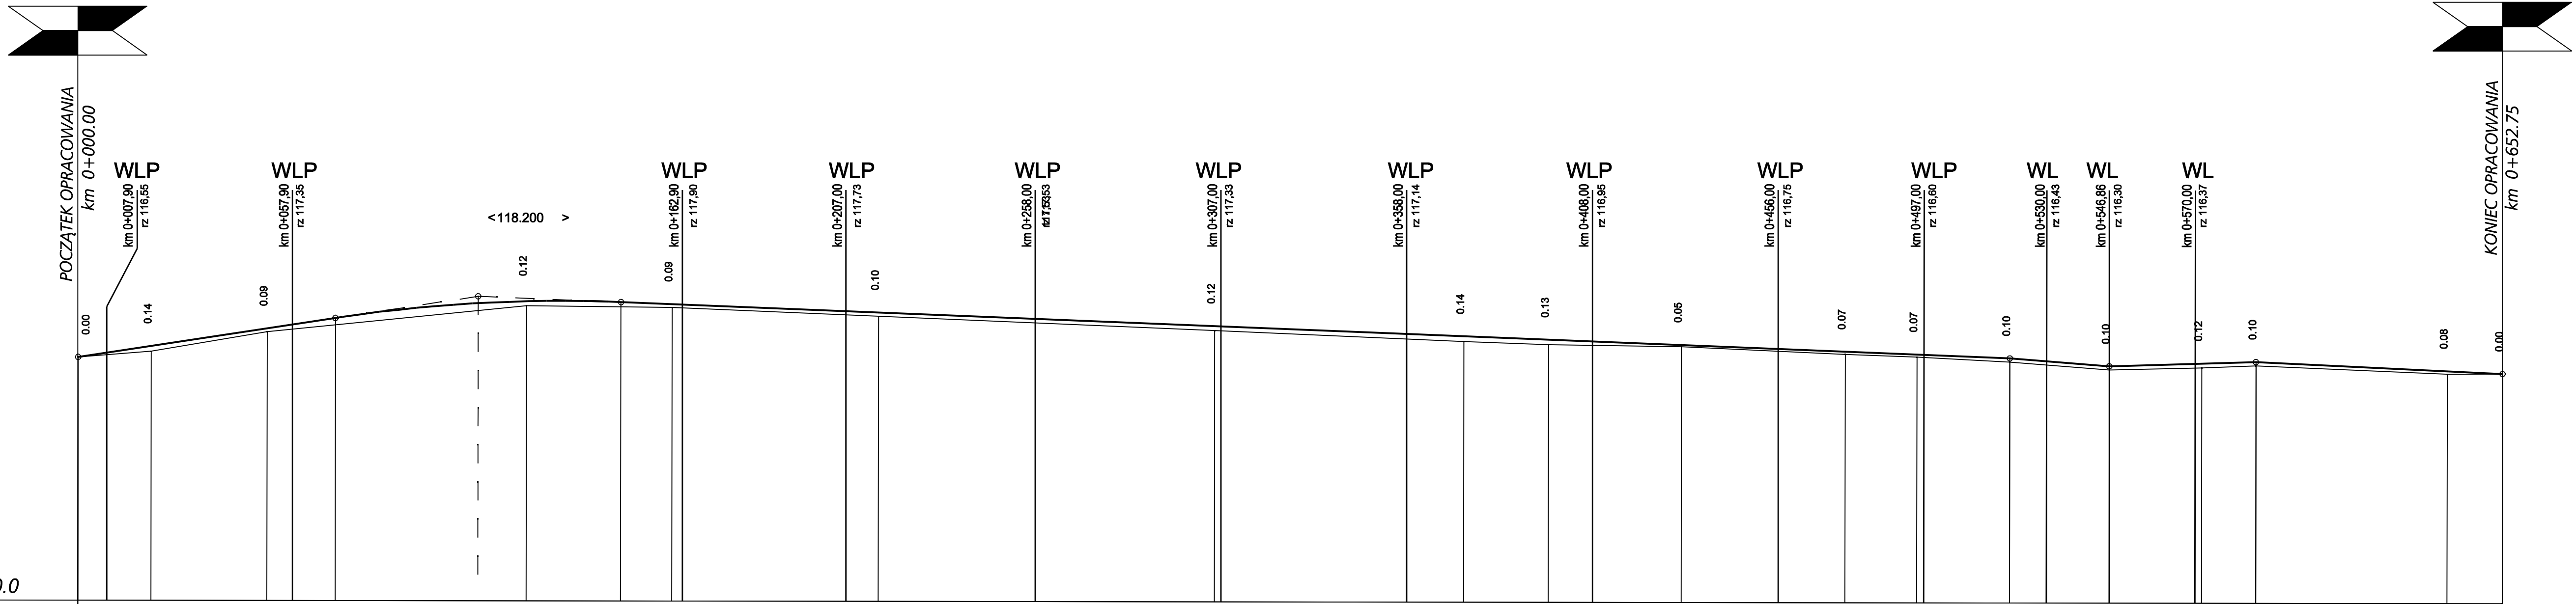 POCZĄTEK OPRACOWANIA
km 0+000.00
WLP
km 0+007,90
rz 116,55
WLP
km 0+057,90
rz 117,35
<118.200 >
WLP
km 0+162,90
rz 117,90
WLP
km 0+207,00
rz 117,73
WLP
km 0+258,00
WLP
km 0+307,00
rz 117,33
WLP
km 0+358,00
rz 117,14
WLP
km 0+408,00
rz 116,95
WLP
km 0+456,00
rz 116,75
WLP
km 0+497,00
rz 116,60
WL
km 0+530,00
rz 116,43
WL
km 0+546,86
rz 116,30
WL
km 0+570,00
rz 116,37
KONIEC OPRACOWANIA
km 0+652.75
0.00
0.14
0.09
0.12
0.09
0.10
0.12
0.14
0.13
0.05
0.07
0.07
0.10
0.10
0.12
0.10
0.08
0.00